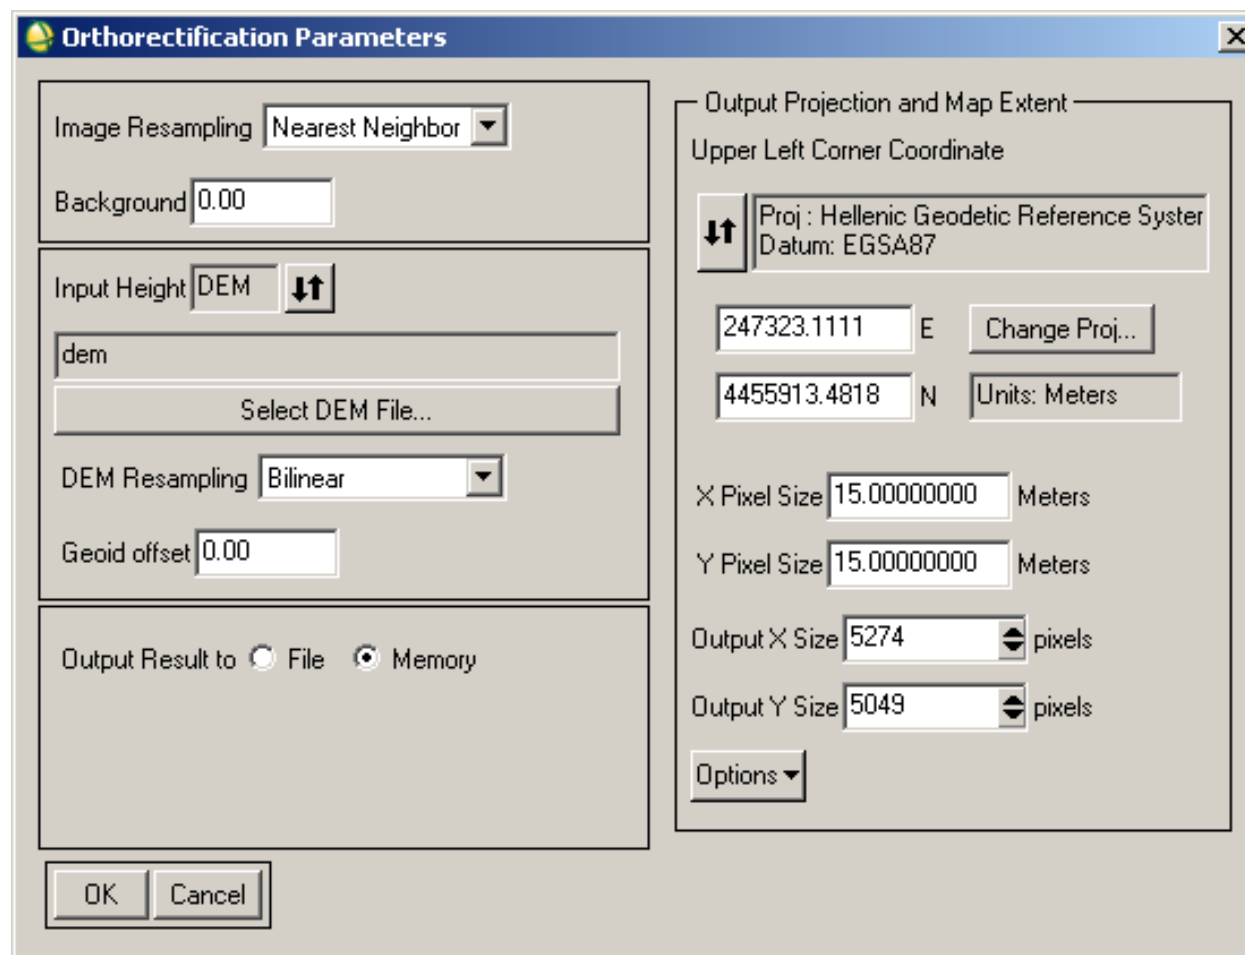 Orthorectification Parameters
Image Resampling Nearest Neighbor
Background 0.00
Input Height DEM
dem
Select DEM File...
DEM Resampling Bilinear
Geoid offset 0.00
Output Result to File Memory
OK Cancel
Output Projection and Map Extent
Upper Left Corner Coordinate
Proj : Hellenic Geodetic Reference Syster
Datum: EGSA87
247323.1111 E Change Proj...
4455913.4818 N Units: Meters
X Pixel Size 15.00000000 Meters
Y Pixel Size 15.00000000 Meters
Output X Size 5274 pixels
Output Y Size 5049 pixels
Options